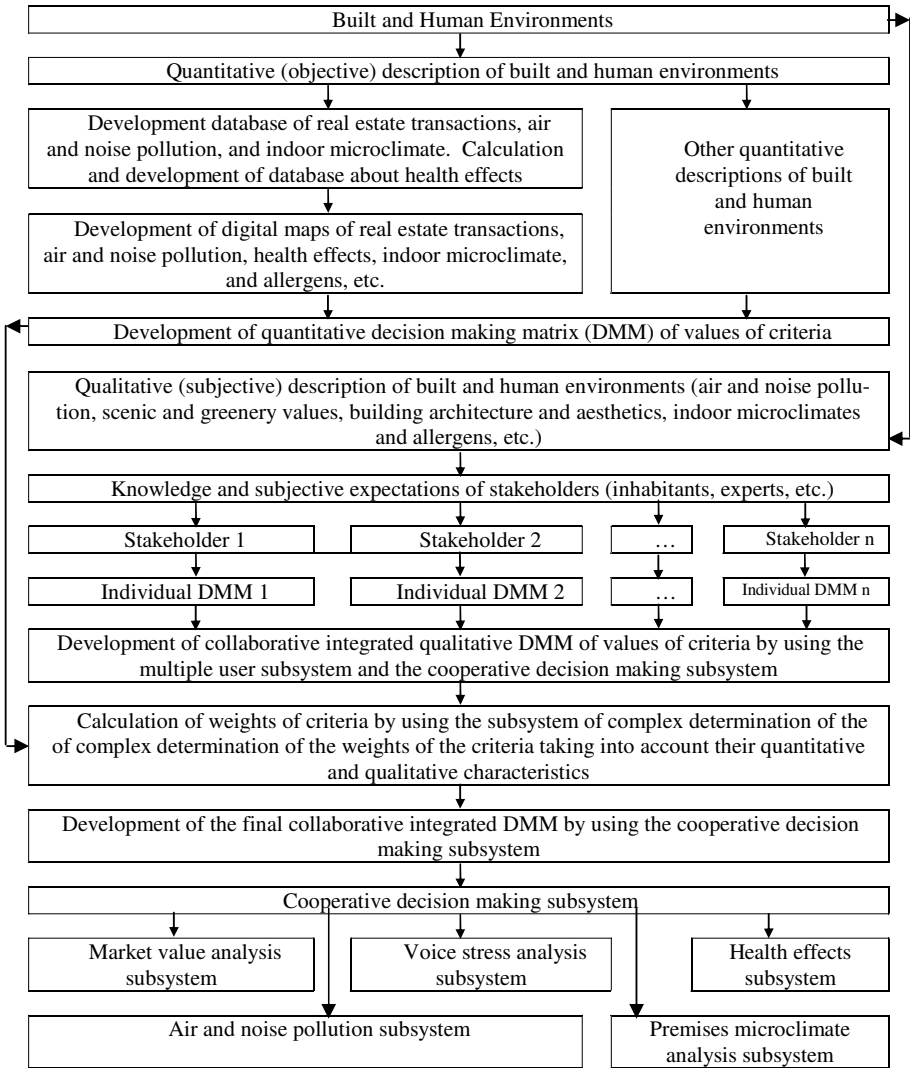 Built and Human Environments
Quantitative (objective) description of built and human environments
Development database of real estate transactions, air
and noise pollution, and indoor microclimate. Calculation
and development of database about health effects
Other quantitative
descriptions of built
and human
environments
Development of digital maps of real estate transactions,
air and noise pollution, health effects, indoor microclimate,
and allergens, etc.
Development of quantitative decision making matrix (DMM) of values of criteria
Qualitative (subjective) description of built and human environments (air and noise pollu-
tion, scenic and greenery values, building architecture and aesthetics, indoor microclimates
and allergens, etc.)
Knowledge and subjective expectations of stakeholders (inhabitants, experts, etc.)
Stakeholder 1
Stakeholder 2
…
Stakeholder n
Individual DMM 1
Individual DMM 2
…
Individual DMM n
Development of collaborative integrated qualitative DMM of values of criteria by using the
multiple user subsystem and the cooperative decision making subsystem
Calculation of weights of criteria by using the subsystem of complex determination of the
of complex determination of the weights of the criteria taking into account their quantitative
and qualitative characteristics
Development of the final collaborative integrated DMM by using the cooperative decision
making subsystem
Cooperative decision making subsystem
Market value analysis
subsystem
Voice stress analysis
subsystem
Health effects
subsystem
Air and noise pollution subsystem
Premises microclimate
analysis subsystem